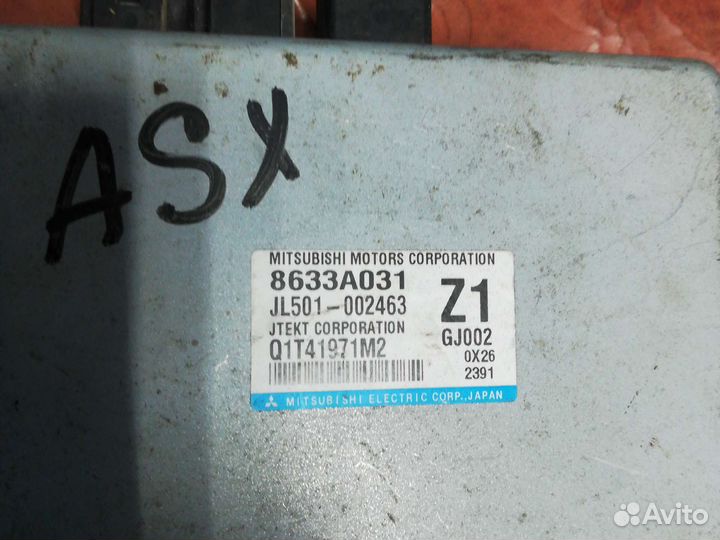 ASX
MITSUBISHI MOTORS CORPORATION
8633A031
JL501-002463
Z1
JTEKT CORPORATION
GJ002
Q1T41971M2
0X26
2391
MITSUBISHI ELECTRIC CORP., JAPAN
Avito